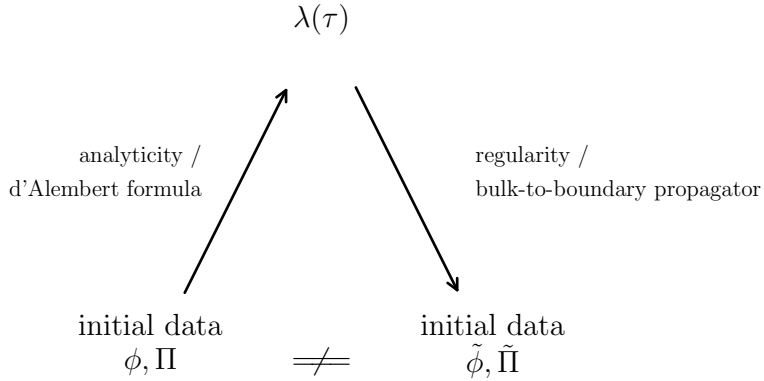 λ(τ)
analyticity /
d'Alembert formula
regularity /
bulk-to-boundary propagator
initial data
ϕ, Π
≠
initial data
ϕ̃, Π̃